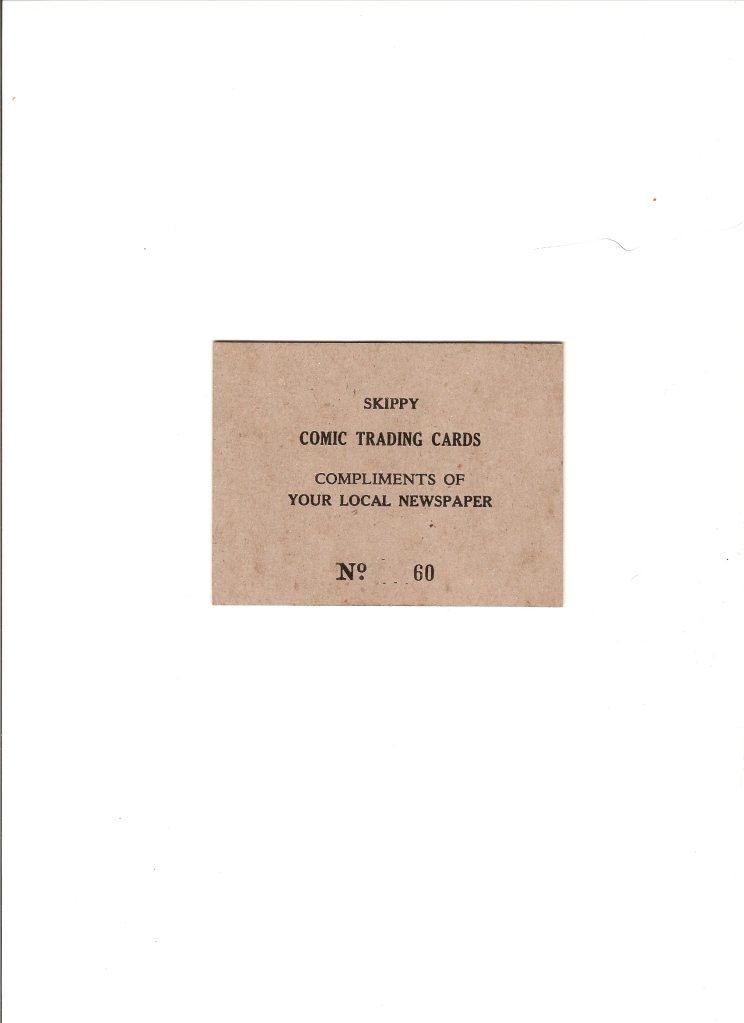 SKIPPY
COMIC TRADING CARDS
COMPLIMENTS OF
YOUR LOCAL NEWSPAPER
Nº 60